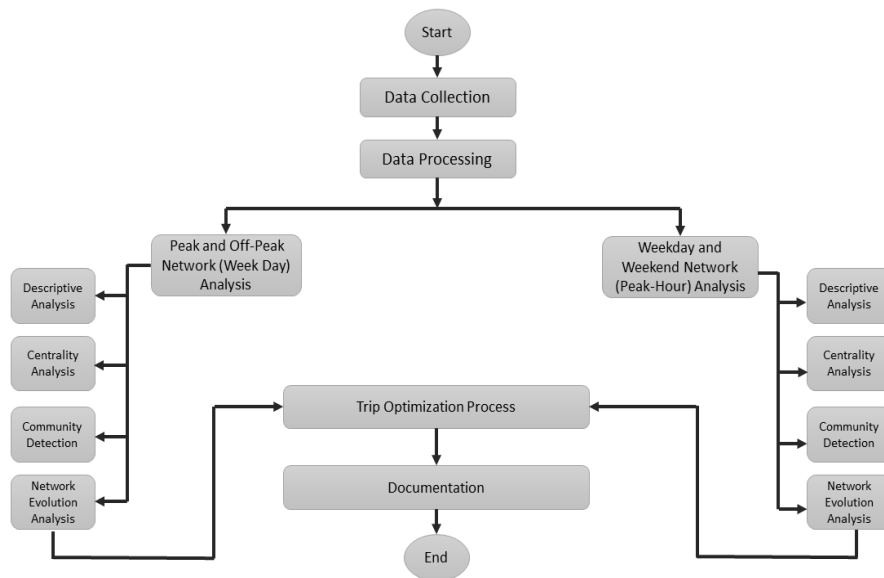 Start
Data Collection
Data Processing
Peak and Off-Peak
Network (Week Day)
Analysis
Weekday and
Weekend Network
(Peak-Hour) Analysis
Descriptive
Analysis
Centrality
Analysis
Community
Detection
Network
Evolution
Analysis
Descriptive
Analysis
Centrality
Analysis
Community
Detection
Network
Evolution
Analysis
Trip Optimization Process
Documentation
End